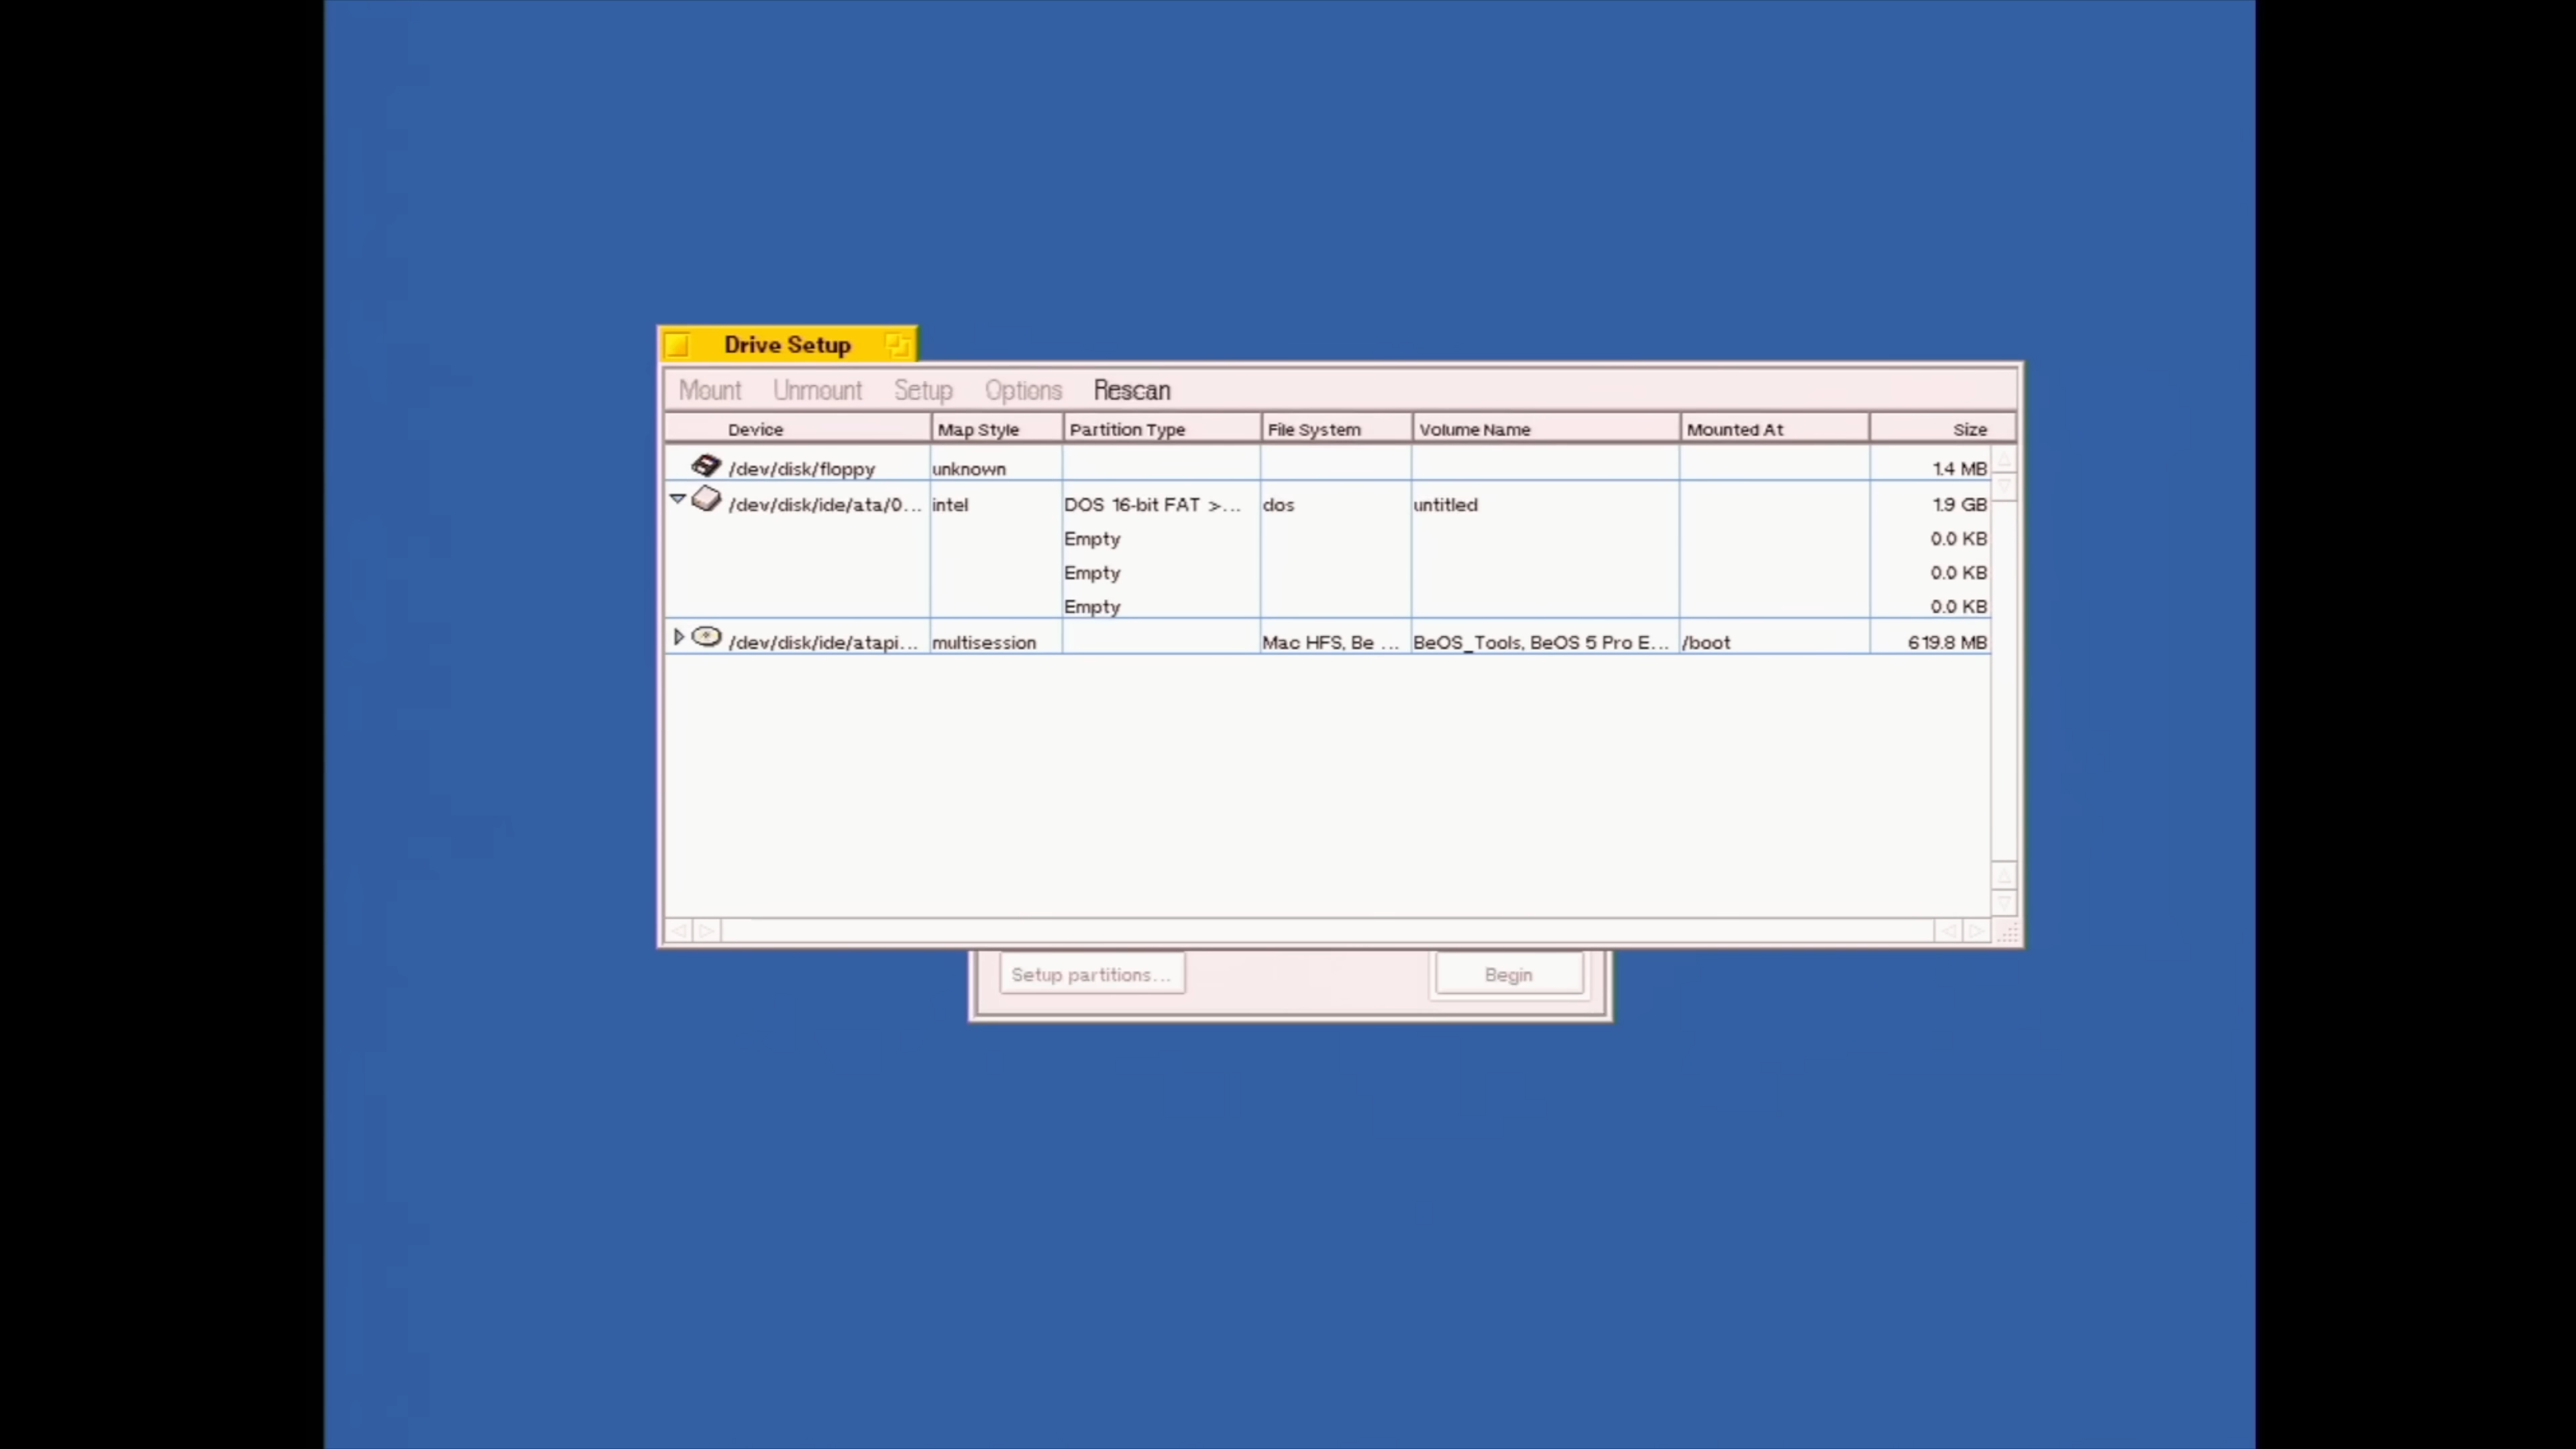 Drive Setup
Mount Unmount Setup Options Rescan
Device Map Style Partition Type File System Volume Name Mounted At Size
/dev/disk/floppy unknown 1.4 MB
/dev/disk/ide/ata/0... intel DOS 16-bit FAT >... dos untitled 1.9 GB
Empty 0.0 KB
Empty 0.0 KB
Empty 0.0 KB
/dev/disk/ide/atapi... multisession Mac HFS, Be ... BeOS_Tools, BeOS 5 Pro E... /boot 619.8 MB
Setup partitions... Begin